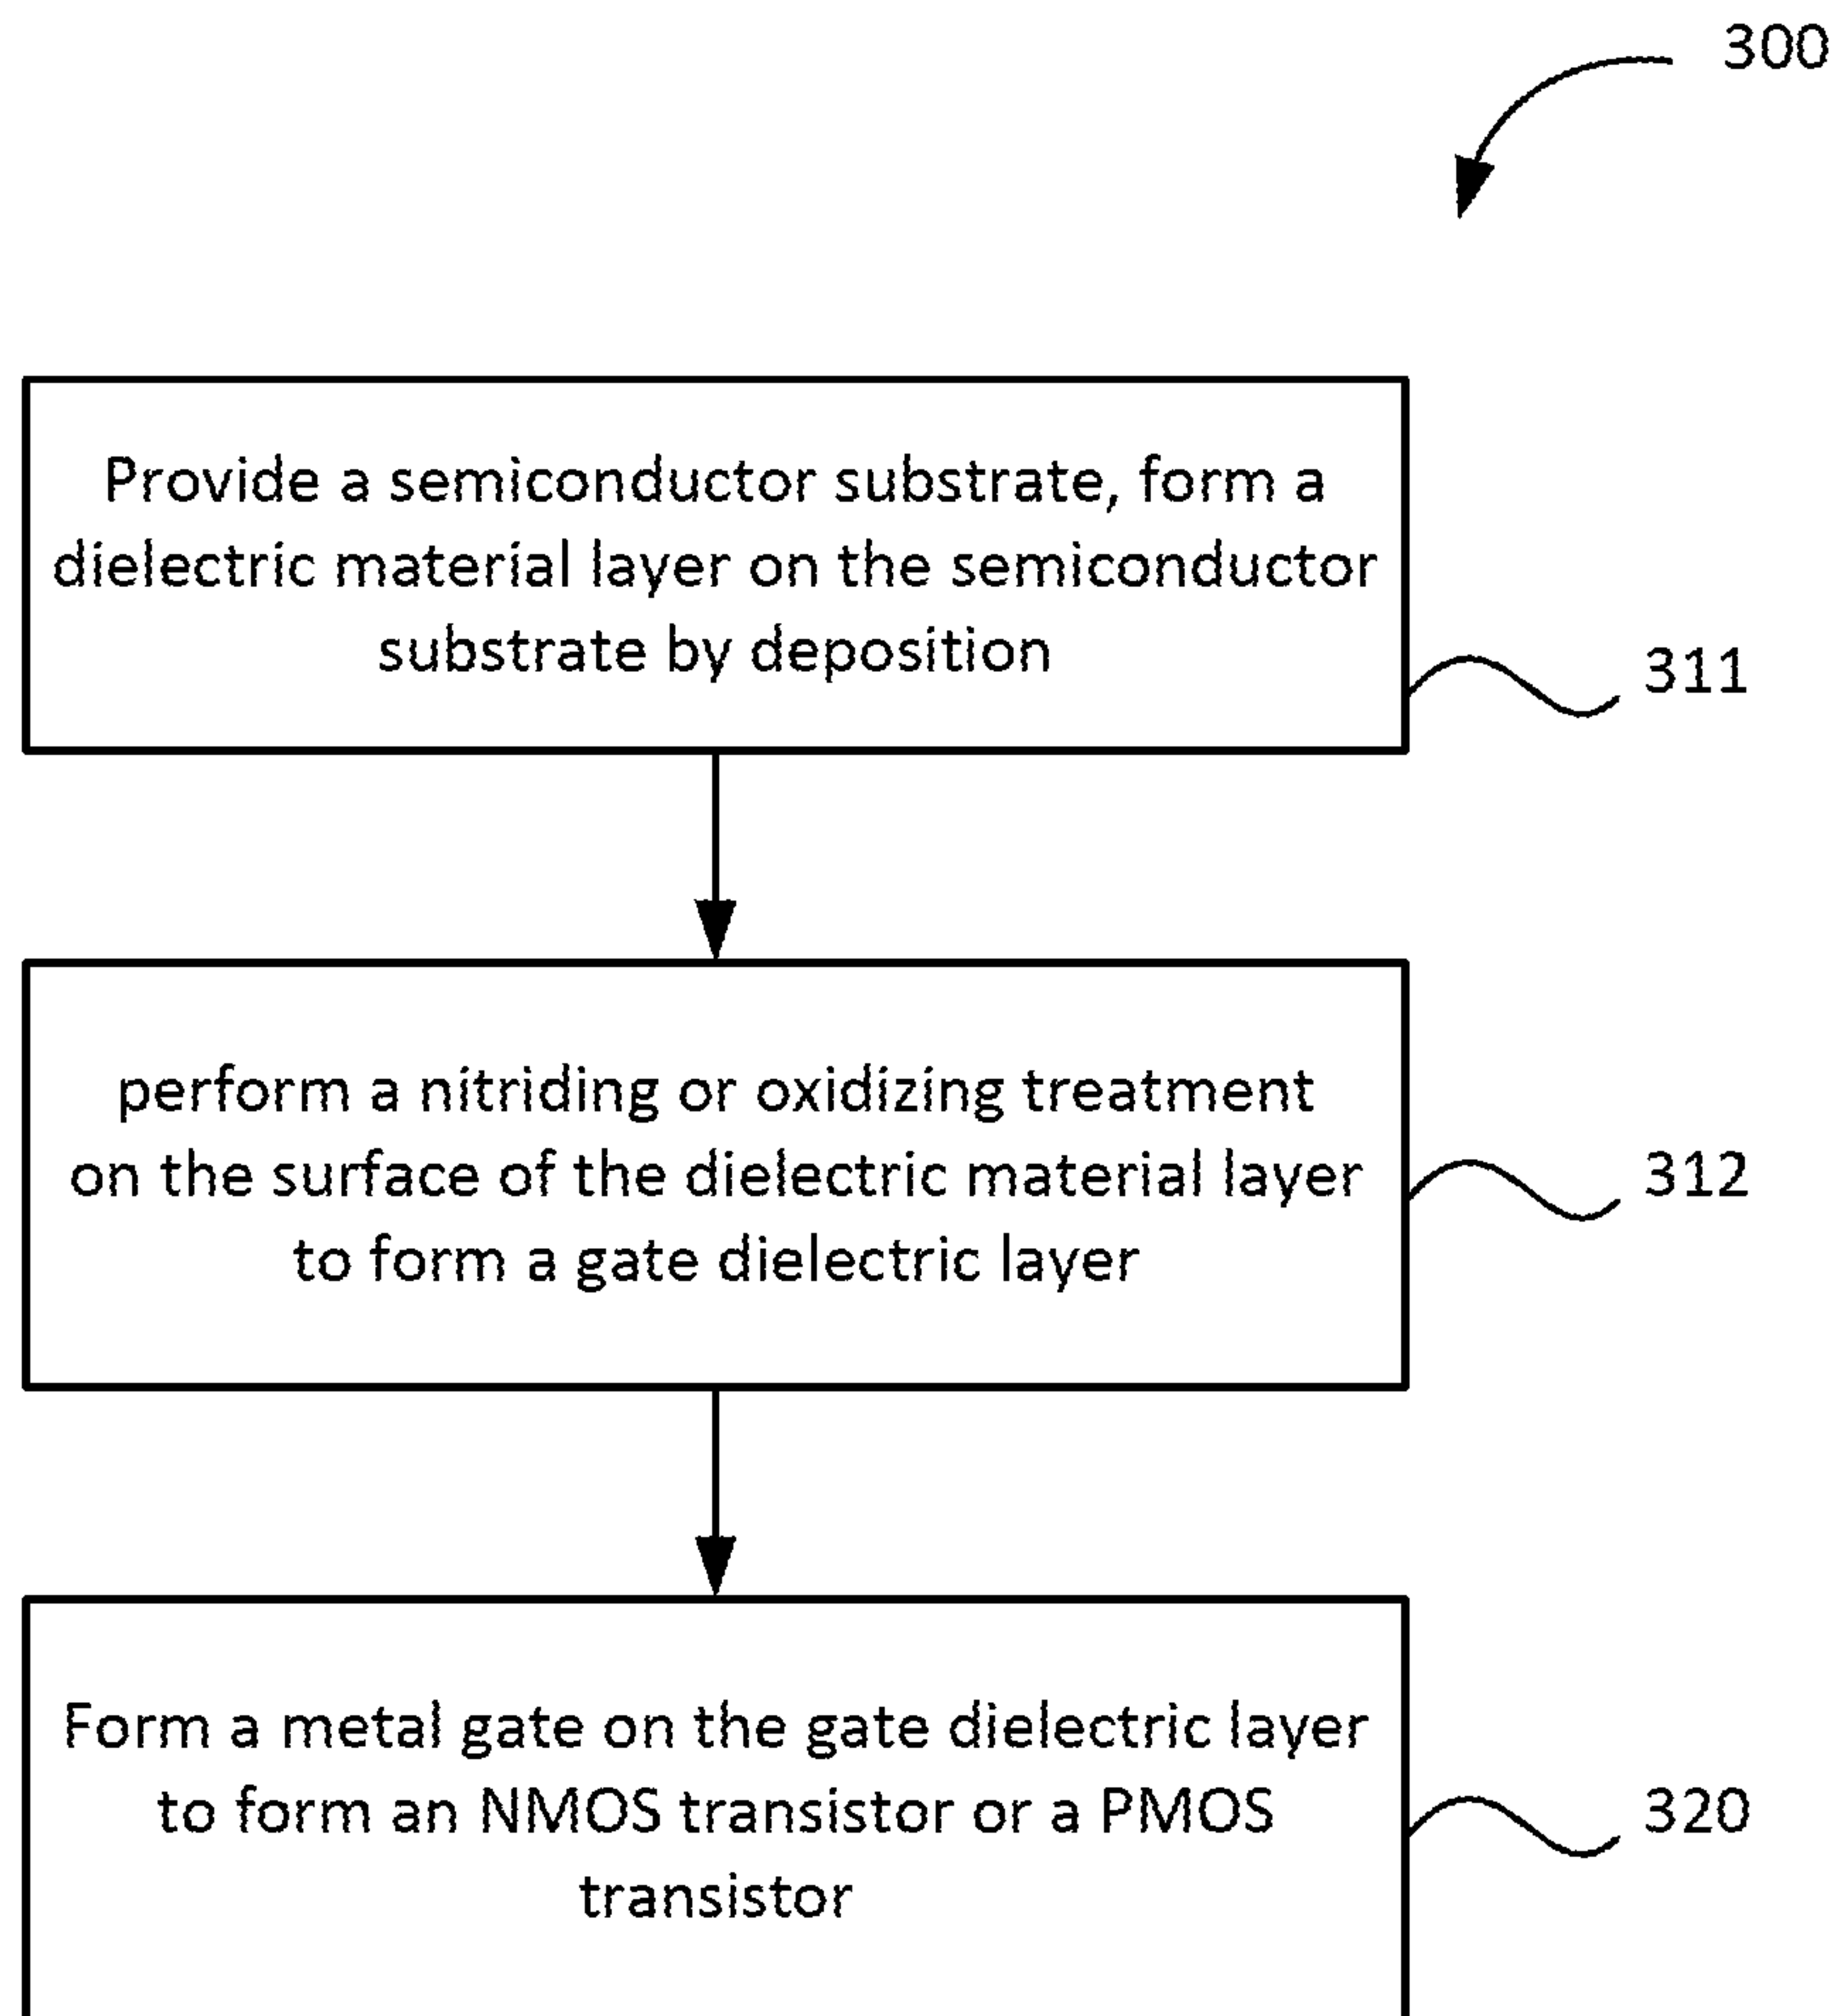 300
Provide a semiconductor substrate, form a
dielectric material layer on the semiconductor
substrate by deposition
311
perform a nitriding or oxidizing treatment
on the surface of the dielectric material layer
to form a gate dielectric layer
312
Form a metal gate on the gate dielectric layer
to form an NMOS transistor or a PMOS
transistor
320